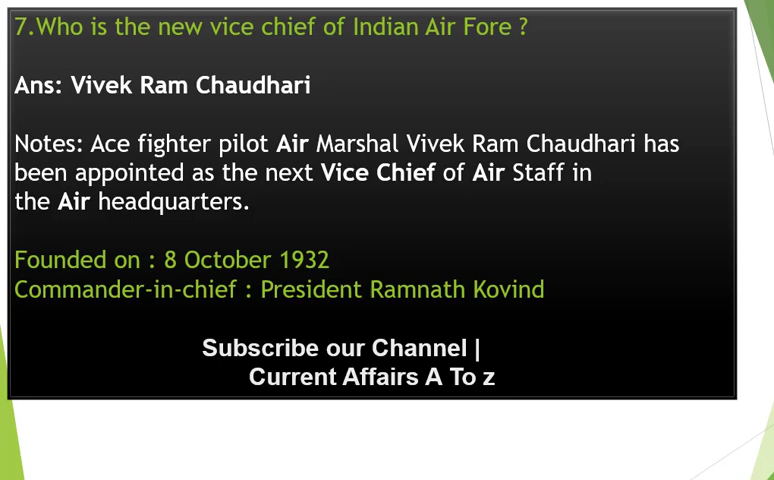 7.Who is the new vice chief of Indian Air Fore ?
Ans: Vivek Ram Chaudhari
Notes: Ace fighter pilot Air Marshal Vivek Ram Chaudhari has
been appointed as the next Vice Chief of Air Staff in
the Air headquarters.
Founded on : 8 October 1932
Commander-in-chief : President Ramnath Kovind
Subscribe our Channel |
Current Affairs A To z